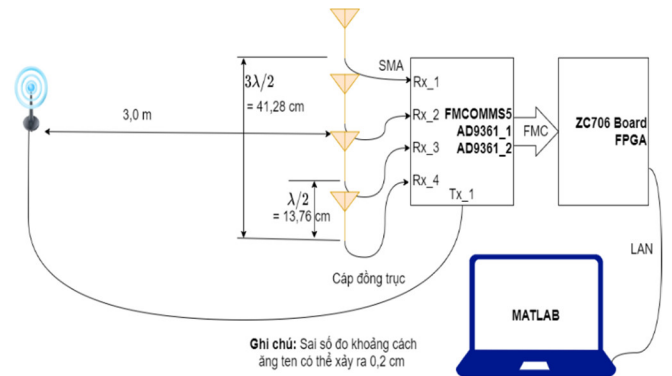 SMA
3λ/2
= 41,28 cm
Rx_1
3,0 m
Rx_2
FMCOMMS5
AD9361_1
AD9361_2
FMC
ZC706 Board
FPGA
Rx_3
Rx_4
λ/2
= 13,76 cm
Tx_1
LAN
Cáp đồng trục
MATLAB
Ghi chú: Sai số đo khoảng cách
ăng ten có thể xảy ra 0,2 cm